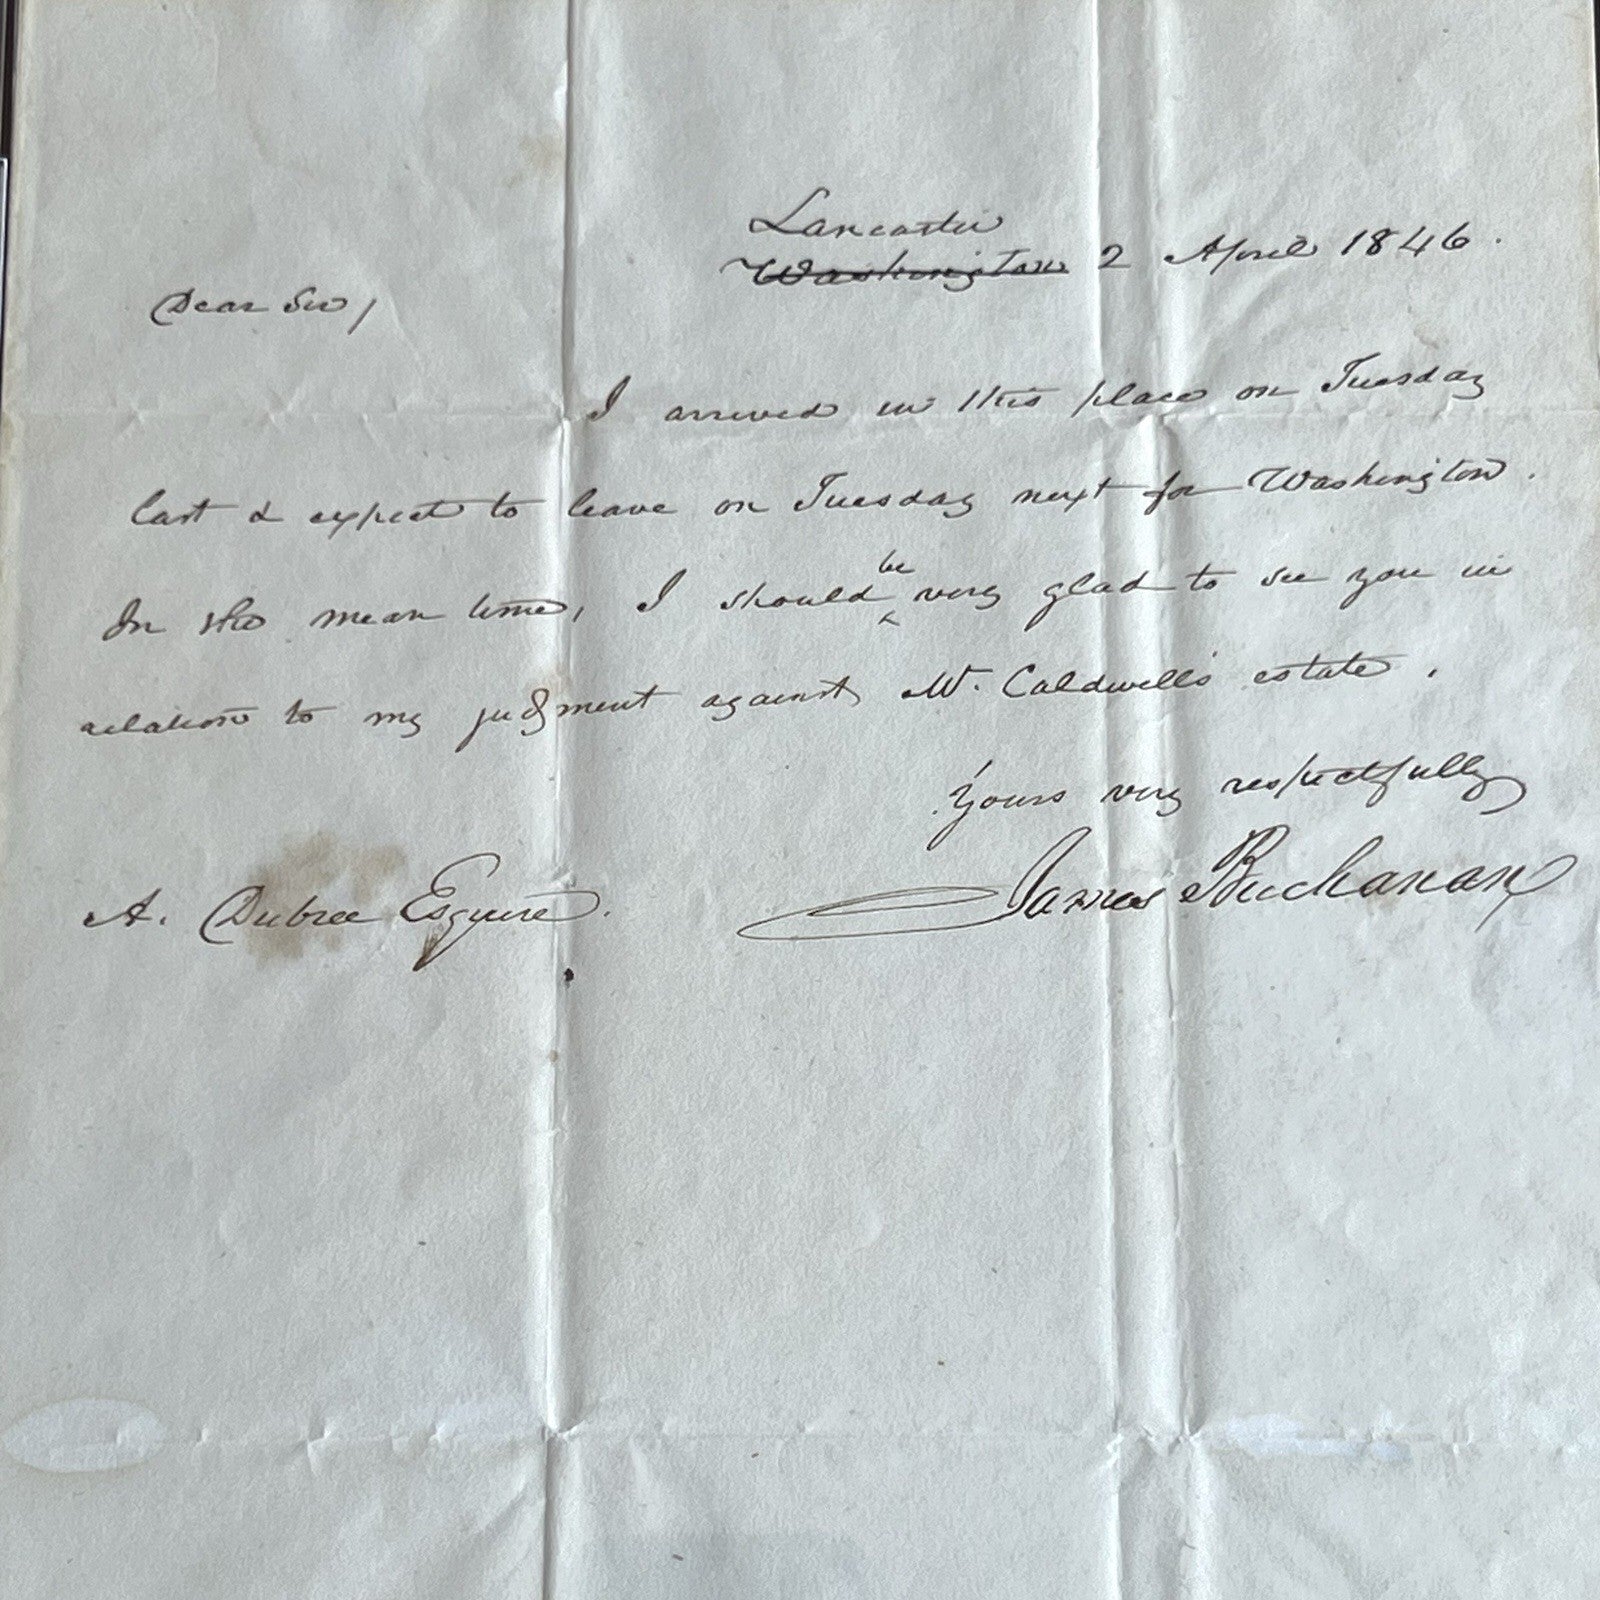 Lancaster
Washington 2 April 1846.
Dear Sir,
I arrived in this place on Tuesday
last & expect to leave on Tuesday next for Washington.
In the mean time, I should be very glad to see you in
relation to my judgment against Mr. Caldwell's estate.
Yours very respectfully
James Buchanan
A. Dubree Esquire.